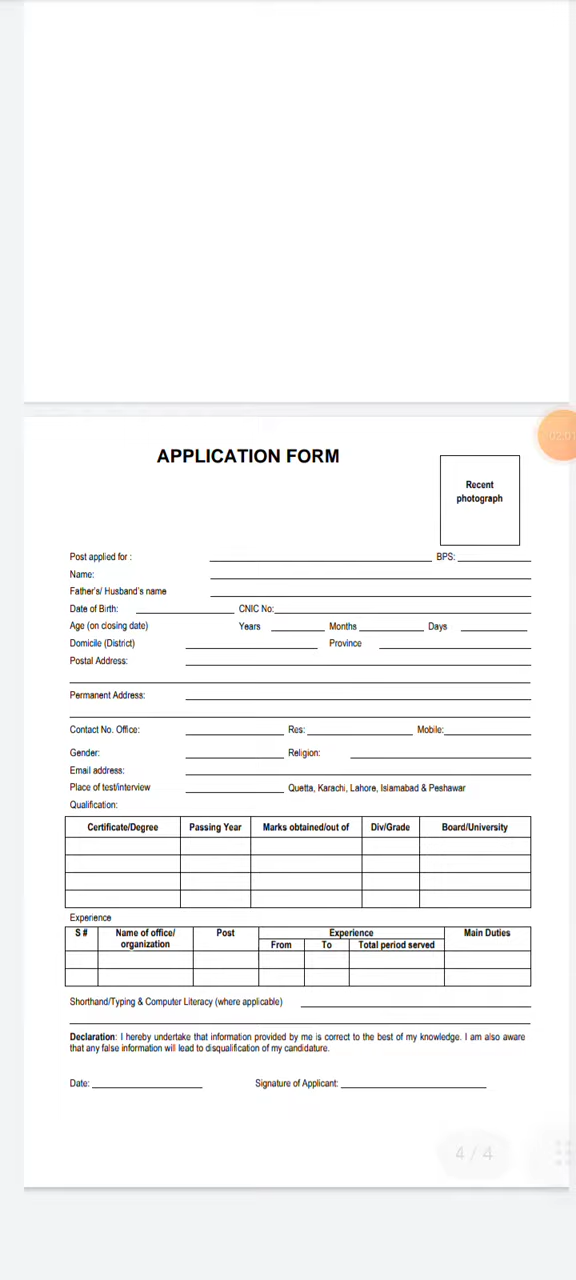 02:01
APPLICATION FORM
Recent
photograph
Post applied for : BPS:
Name:
Father's/ Husband's name
Date of Birth: CNIC No:
Age (on closing date) Years Months Days
Domicile (District) Province
Postal Address:
Permanent Address:
Contact No. Office: Res: Mobile:
Gender: Religion:
Email address:
Place of test/interview Quetta, Karachi, Lahore, Islamabad & Peshawar
Qualification:
Certificate/Degree Passing Year Marks obtained/out of Div/Grade Board/University
Experience
S # Name of office/ organization Post Experience Main Duties
From To Total period served
Shorthand/Typing & Computer Literacy (where applicable)
Declaration: I hereby undertake that information provided by me is correct to the best of my knowledge. I am also aware
that any false information will lead to disqualification of my candidature.
Date: Signature of Applicant:
4 / 4